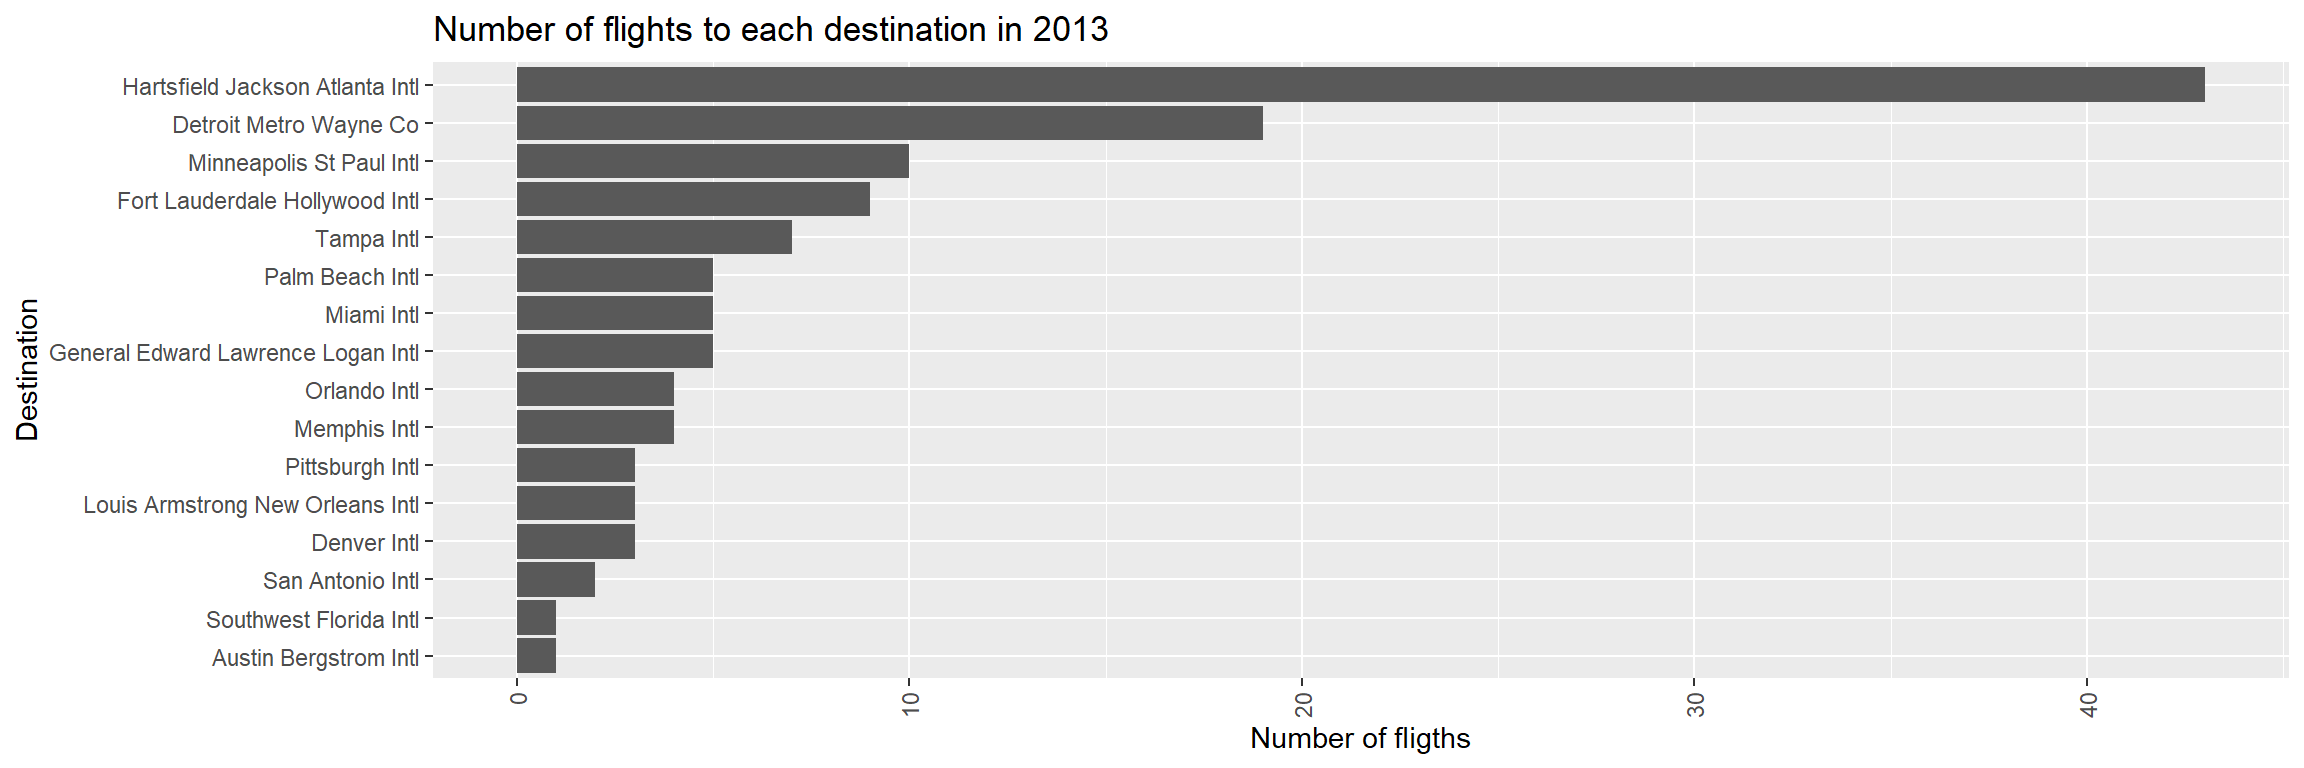 Number of flights to each destination in 2013
Hartsfield Jackson Atlanta Intl
Detroit Metro Wayne Co
Minneapolis St Paul Intl
Fort Lauderdale Hollywood Intl
Tampa Intl
Palm Beach Intl
Miami Intl
General Edward Lawrence Logan Intl
Orlando Intl
Memphis Intl
Pittsburgh Intl
Louis Armstrong New Orleans Intl
Denver Intl
San Antonio Intl
Southwest Florida Intl
Austin Bergstrom Intl
Destination
0 10 20 30 40
Number of fligths